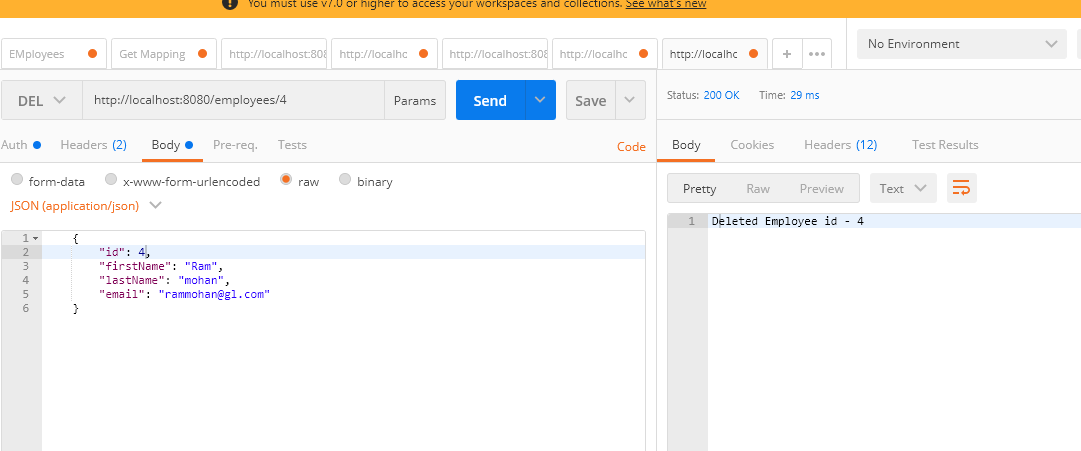 You must use v7.0 or higher to access your workspaces and collections. See what's new
EMployees
Get Mapping
http://localhost:808
http://localhc
http://localhost:808
http://localhc
http://localhc
+
•••
No Environment
DEL
http://localhost:8080/employees/4
Params
Send
Save
Status: 200 OK Time: 29 ms
Auth
Headers (2)
Body
Pre-req.
Tests
Code
Body
Cookies
Headers (12)
Test Results
form-data
x-www-form-urlencoded
raw
binary
JSON (application/json)
Pretty
Raw
Preview
Text
1 {
2 "id": 4,
3 "firstName": "Ram",
4 "lastName": "mohan",
5 "email": "rammohan@gl.com"
6 }
1 Deleted Employee id - 4